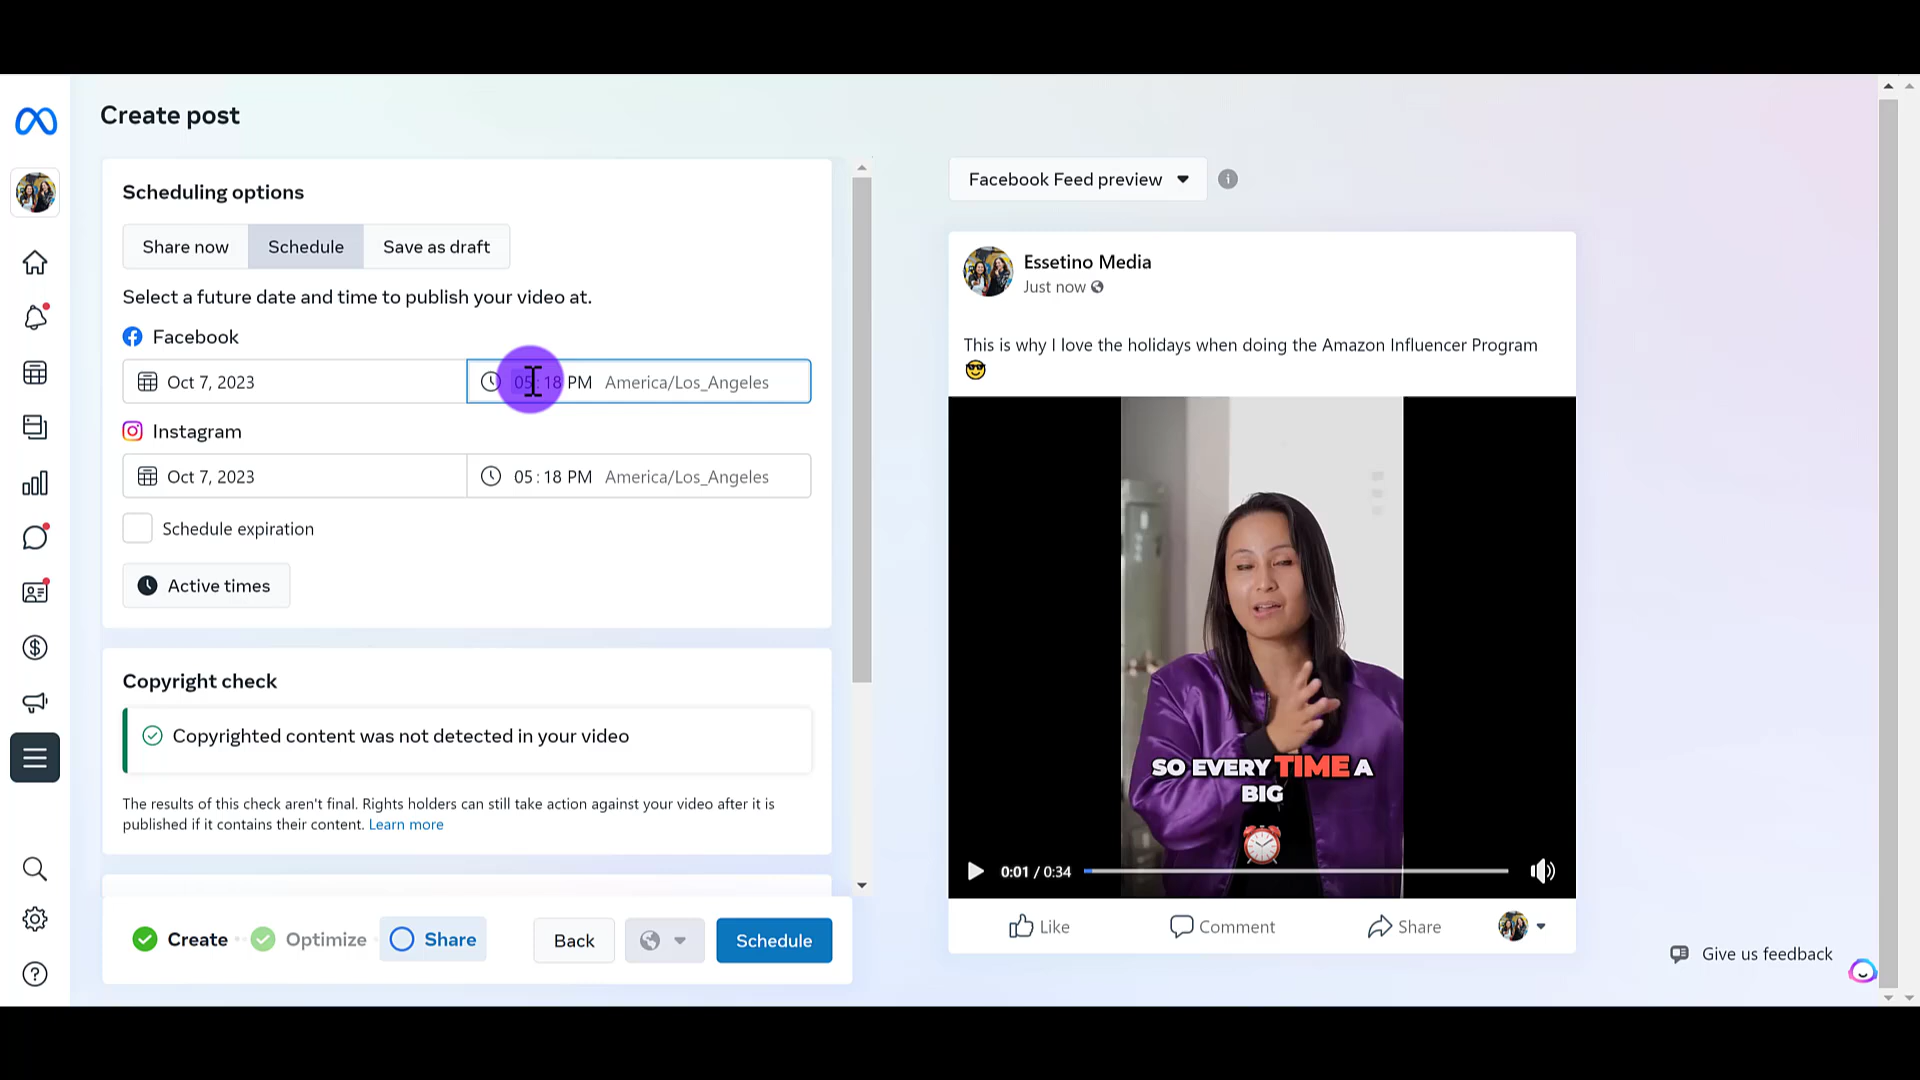 Create post
Scheduling options
Share now
Schedule
Save as draft
Select a future date and time to publish your video at.
Facebook
Oct 7, 2023
05:18 PM America/Los_Angeles
Instagram
Oct 7, 2023
05:18 PM America/Los_Angeles
Schedule expiration
Active times
Copyright check
Copyrighted content was not detected in your video
The results of this check aren't final. Rights holders can still take action against your video after it is
published if it contains their content. Learn more
Create
Optimize
Share
Back
Schedule
Facebook Feed preview
Essetino Media
Just now
This is why I love the holidays when doing the Amazon Influencer Program
😎
SO EVERY TIME A
BIG
0:01 / 0:34
Like
Comment
Share
Give us feedback